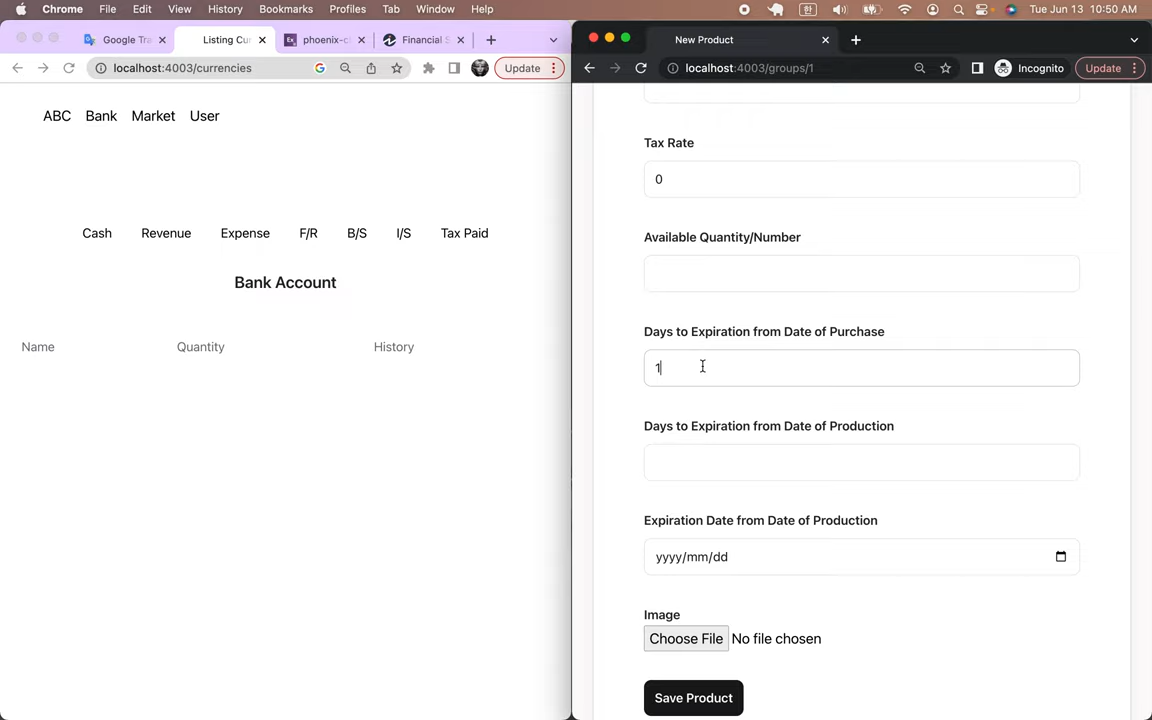 Chrome File Edit View History Bookmarks Profiles Tab Window Help 한 Tue Jun 13 10:50 AM
Google Tra Listing Cur phoenix-cl Financial S
localhost:4003/currencies Update
ABC Bank Market User
Cash Revenue Expense F/R B/S I/S Tax Paid
Bank Account
Name Quantity History
New Product
localhost:4003/groups/1 Incognito Update
Tax Rate
0
Available Quantity/Number
Days to Expiration from Date of Purchase
1
Days to Expiration from Date of Production
Expiration Date from Date of Production
yyyy/mm/dd
Image
Choose File No file chosen
Save Product